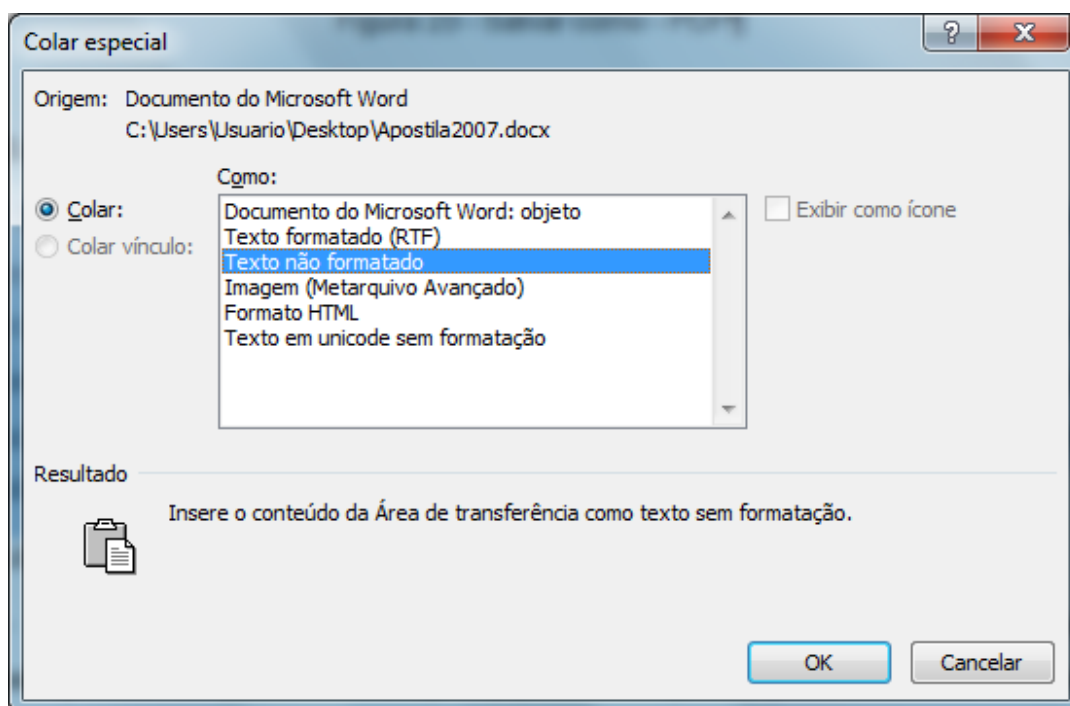 Colar especial
Origem: Documento do Microsoft Word
C:\Users\Usuario\Desktop\Apostila2007.docx
Como:
Colar:
Colar vínculo:
Documento do Microsoft Word: objeto
Texto formatado (RTF)
Texto não formatado
Imagem (Metarquivo Avançado)
Formato HTML
Texto em unicode sem formatação
Exibir como ícone
Resultado
Insere o conteúdo da Área de transferência como texto sem formatação.
OK
Cancelar